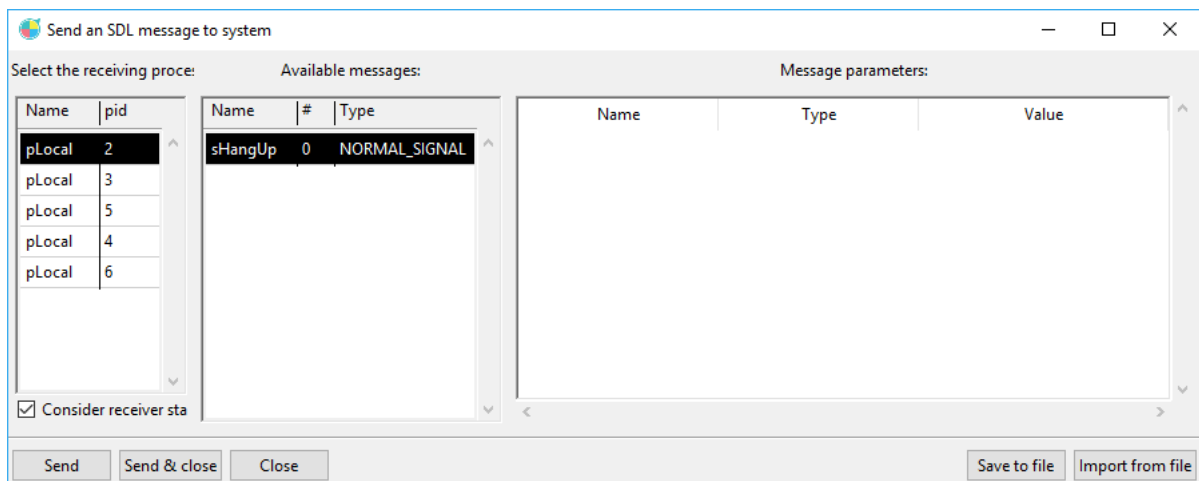 Send an SDL message to system
Select the receiving proce:
Available messages:
Message parameters:
Name pid
Name # Type
Name Type Value
pLocal 2
sHangUp 0 NORMAL_SIGNAL
pLocal 3
pLocal 5
pLocal 4
pLocal 6
Consider receiver sta
Send
Send & close
Close
Save to file
Import from file